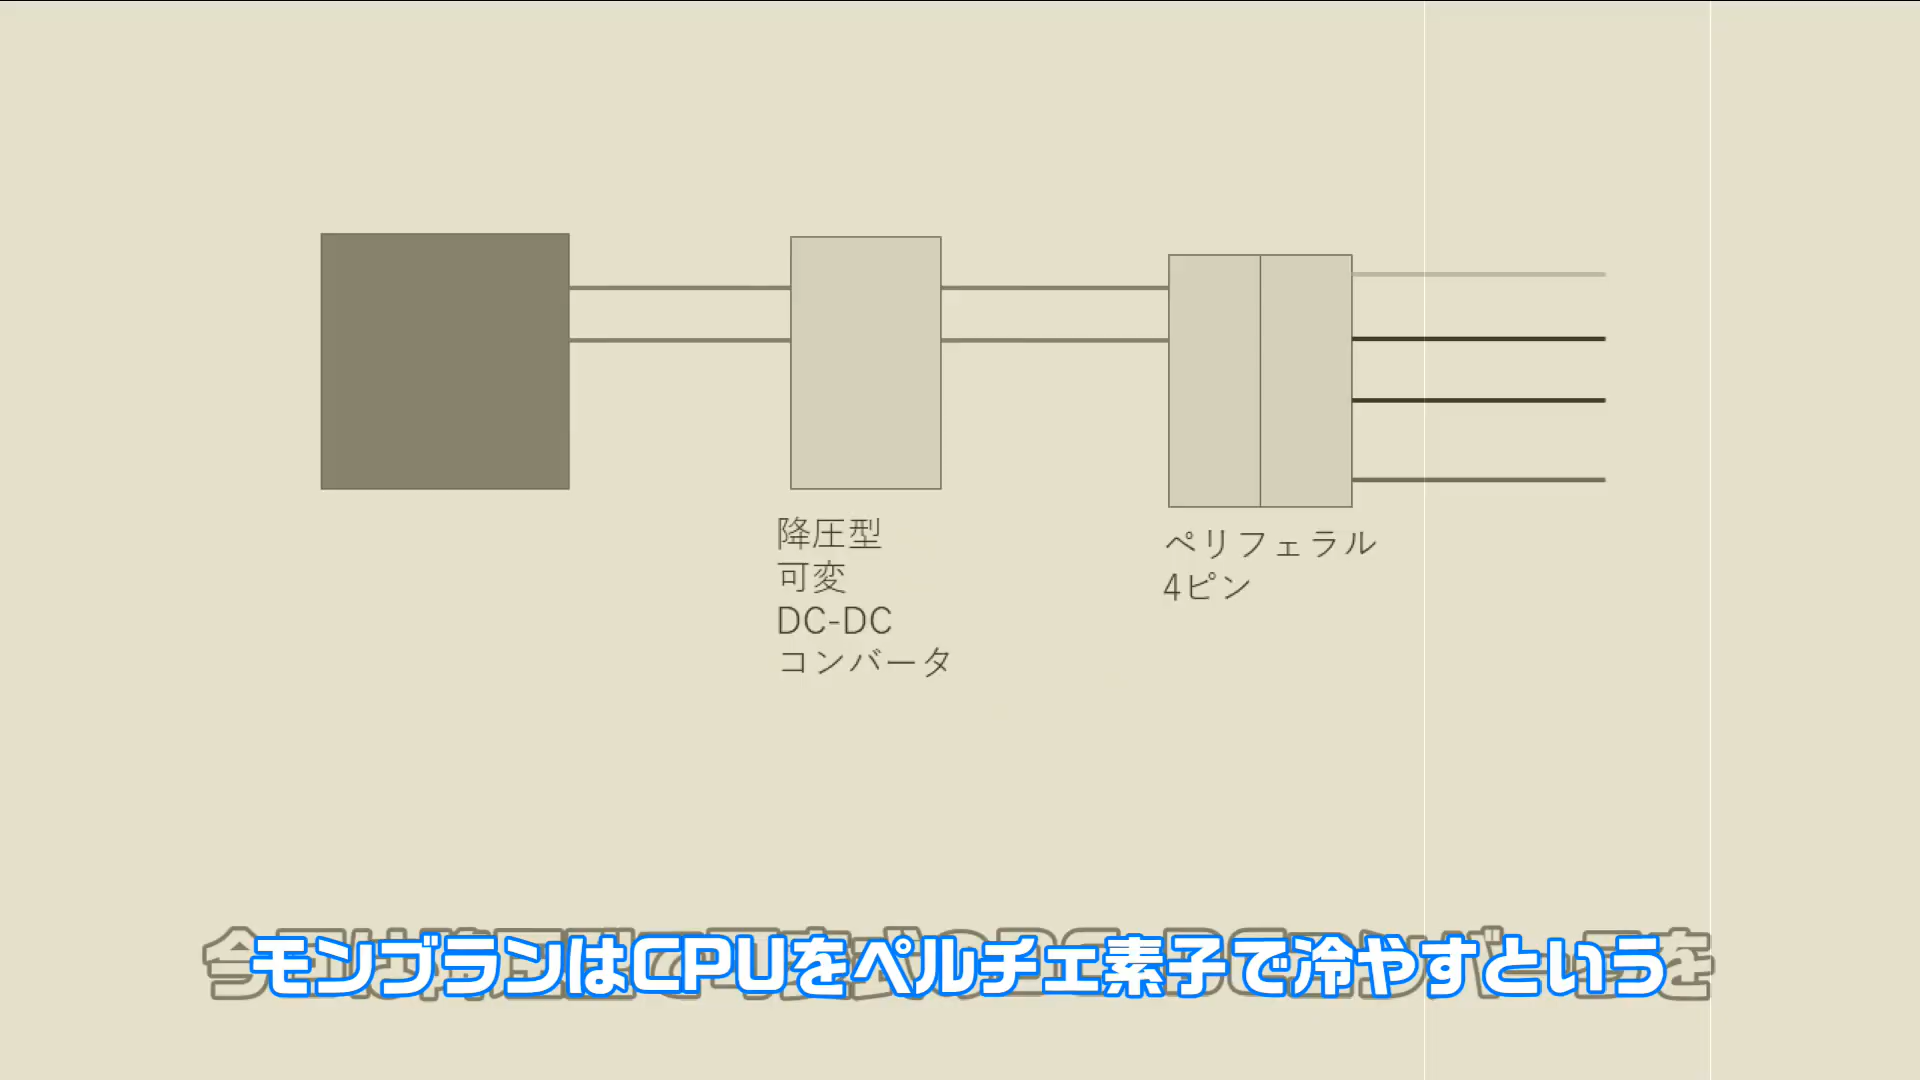 降圧型
可変
DC-DC
コンバータ
ペリフェラル
4ピン
モンブランはCPUをペルチェ素子で冷やすという